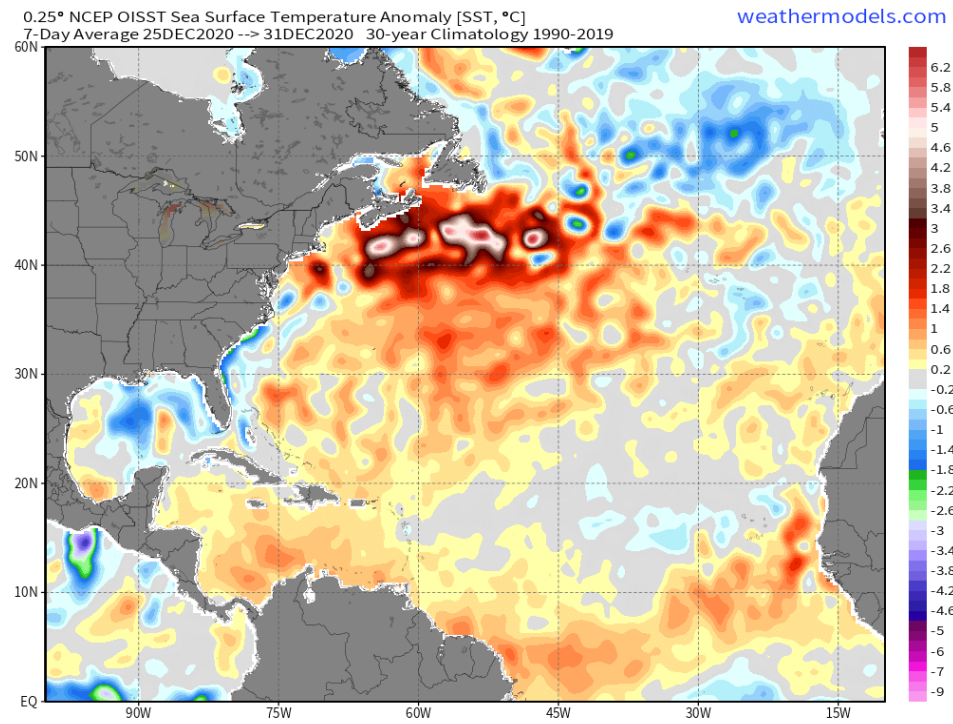 0.25° NCEP OISST Sea Surface Temperature Anomaly [SST, °C]
weathermodels.com
7-Day Average 25DEC2020 --> 31DEC2020 30-year Climatology 1990-2019
60N
50N
40N
30N
20N
10N
EQ
90W
75W
60W
45W
30W
15W
6.2
5.8
5.4
5
4.6
4.2
3.8
3.4
3
2.6
2.2
1.8
1.4
1
0.6
0.2
-0.2
-0.6
-1
-1.4
-1.8
-2.2
-2.6
-3
-3.4
-3.8
-4.2
-4.6
-5
-6
-7
-9